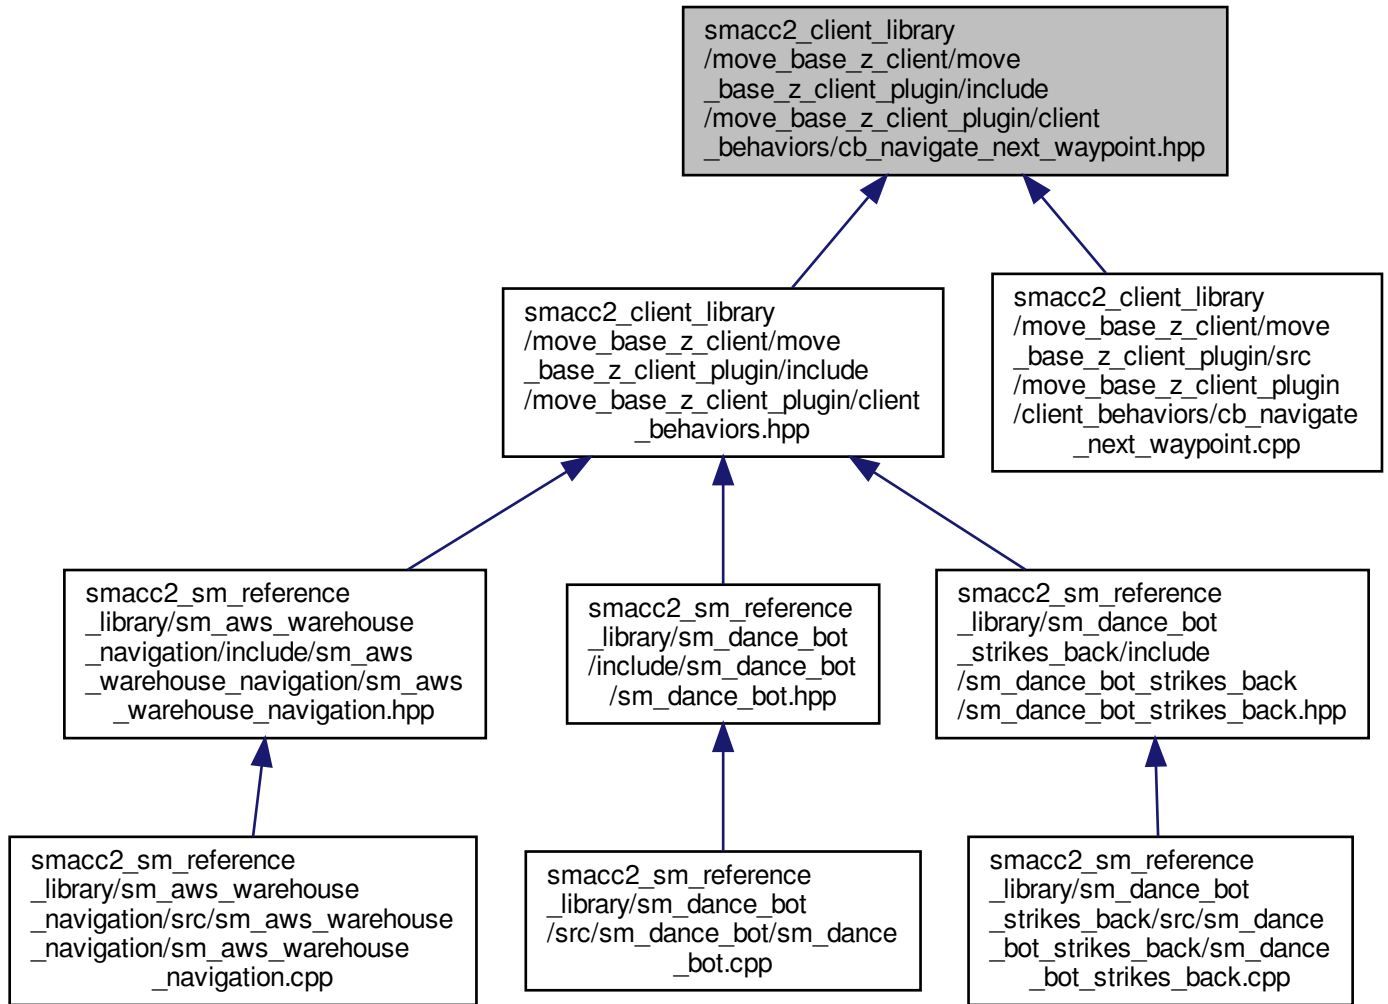 smacc2_client_library
/move_base_z_client/move
_base_z_client_plugin/include
/move_base_z_client_plugin/client
_behaviors/cb_navigate_next_waypoint.hpp
smacc2_client_library
/move_base_z_client/move
_base_z_client_plugin/include
/move_base_z_client_plugin/client
_behaviors.hpp
smacc2_client_library
/move_base_z_client/move
_base_z_client_plugin/src
/move_base_z_client_plugin
/client_behaviors/cb_navigate
_next_waypoint.cpp
smacc2_sm_reference
_library/sm_aws_warehouse
_navigation/include/sm_aws
_warehouse_navigation/sm_aws
_warehouse_navigation.hpp
smacc2_sm_reference
_library/sm_dance_bot
/include/sm_dance_bot
/sm_dance_bot.hpp
smacc2_sm_reference
_library/sm_dance_bot
_strikes_back/include
/sm_dance_bot_strikes_back
/sm_dance_bot_strikes_back.hpp
smacc2_sm_reference
_library/sm_aws_warehouse
_navigation/src/sm_aws_warehouse
_navigation/sm_aws_warehouse
_navigation.cpp
smacc2_sm_reference
_library/sm_dance_bot
/src/sm_dance_bot/sm_dance
_bot.cpp
smacc2_sm_reference
_library/sm_dance_bot
_strikes_back/src/sm_dance
_bot_strikes_back/sm_dance
_bot_strikes_back.cpp